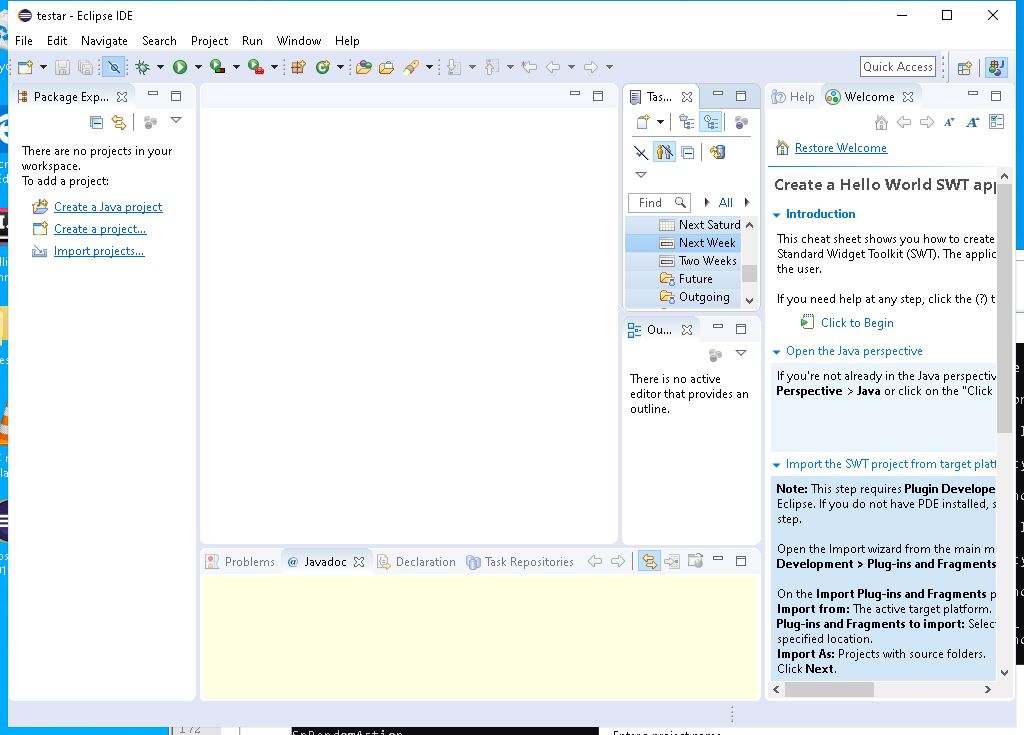 testar - Eclipse IDE
File Edit Navigate Search Project Run Window Help
Quick Access
Package Exp...
There are no projects in your
workspace.
To add a project:
Create a Java project
Create a project...
Import projects...
Tas...
Find
All
Next Saturd
Next Week
Two Weeks
Future
Outgoing
Ou...
There is no active
editor that provides an
outline.
Help Welcome
Restore Welcome
Create a Hello World SWT app
Introduction
This cheat sheet shows you how to create
Standard Widget Toolkit (SWT). The applic
the user.
If you need help at any step, click the (?) t
Click to Begin
Open the Java perspective
If you're not already in the Java perspectiv
Perspective > Java or click on the "Click
Import the SWT project from target platf
Note: This step requires Plugin Develope
Eclipse. If you do not have PDE installed, s
step.
Open the Import wizard from the main m
Development > Plug-ins and Fragments
On the Import Plug-ins and Fragments p
Import from: The active target platform.
Plug-ins and Fragments to import: Selec
specified location.
Import As: Projects with source folders.
Click Next.
Problems @ Javadoc Declaration Task Repositories
172